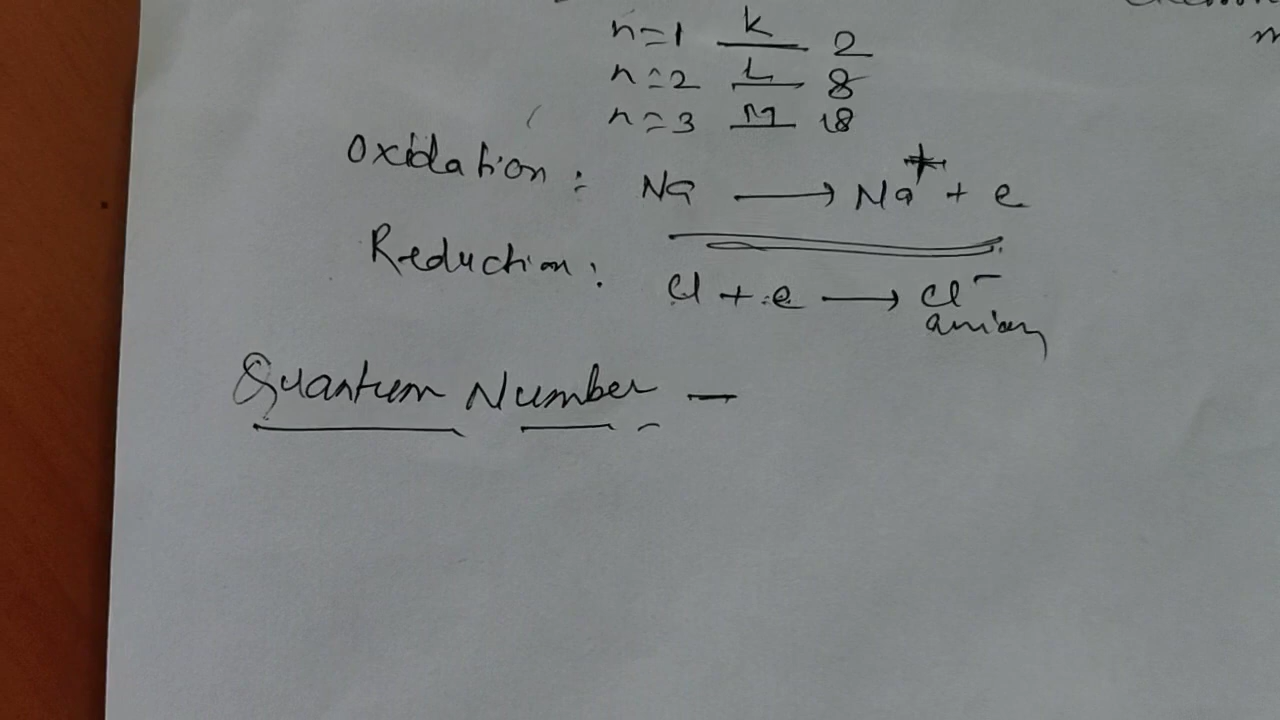 n=1 K 2
n=2 L 8
n=3 M 18
Oxidation : Na → Na⁺ + e
Reduction : Cl + e → Cl⁻
anion
Quantum Number —